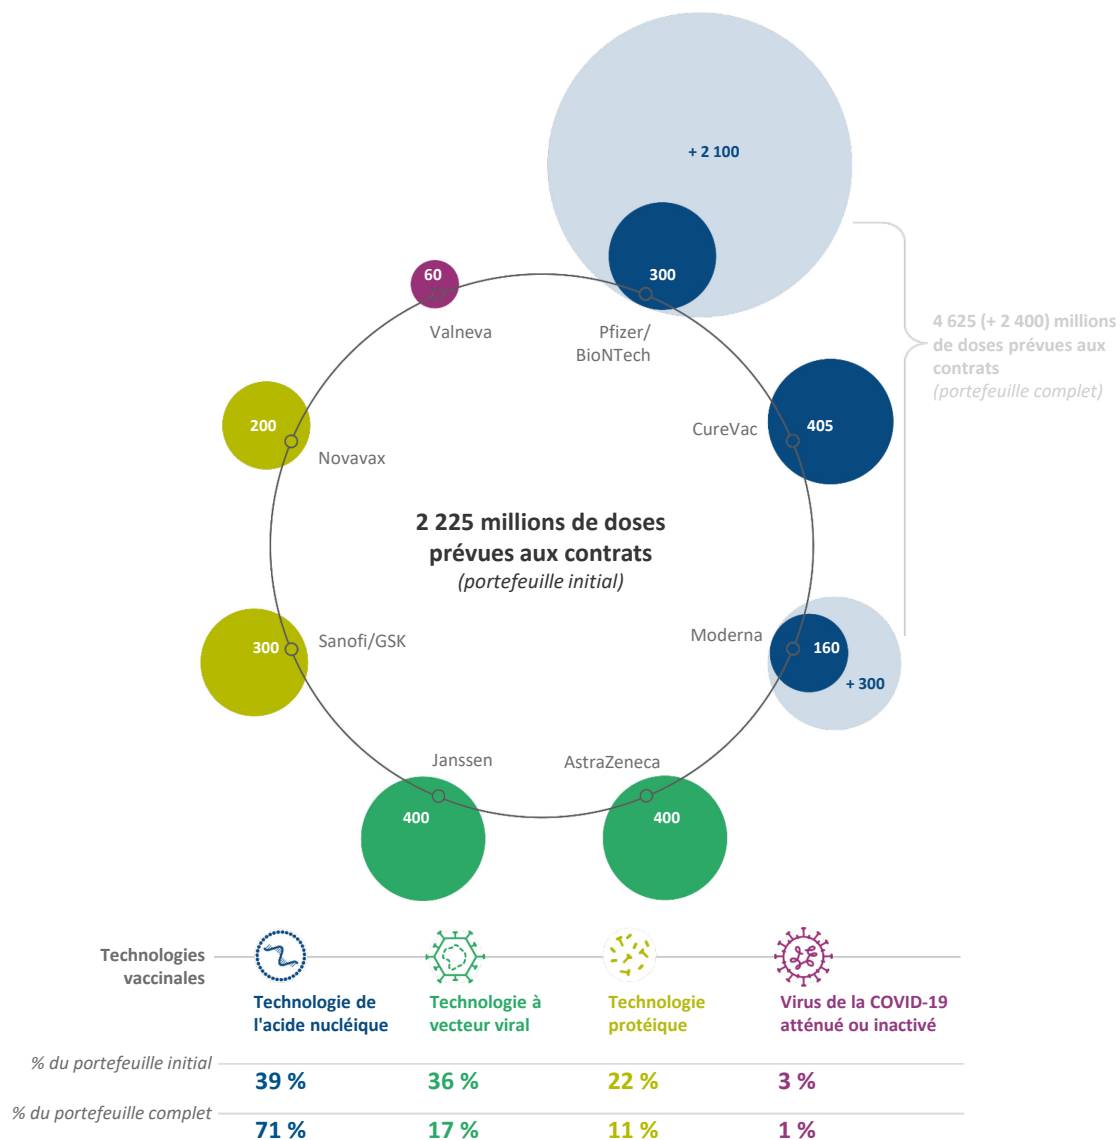 + 2 100
300
60
Valneva
Pfizer/
BioNTech
4 625 (+ 2 400) millions
de doses prévues aux
contrats
(portefeuille complet)
200
Novavax
CureVac
405
2 225 millions de doses
prévues aux contrats
(portefeuille initial)
300
Sanofi/GSK
Moderna
160
+ 300
Janssen
AstraZeneca
400
400
Technologies
vaccinales
Technologie de
l'acide nucléique
Technologie à
vecteur viral
Technologie
protéique
Virus de la COVID-19
atténué ou inactivé
% du portefeuille initial
39 %
36 %
22 %
3 %
% du portefeuille complet
71 %
17 %
11 %
1 %